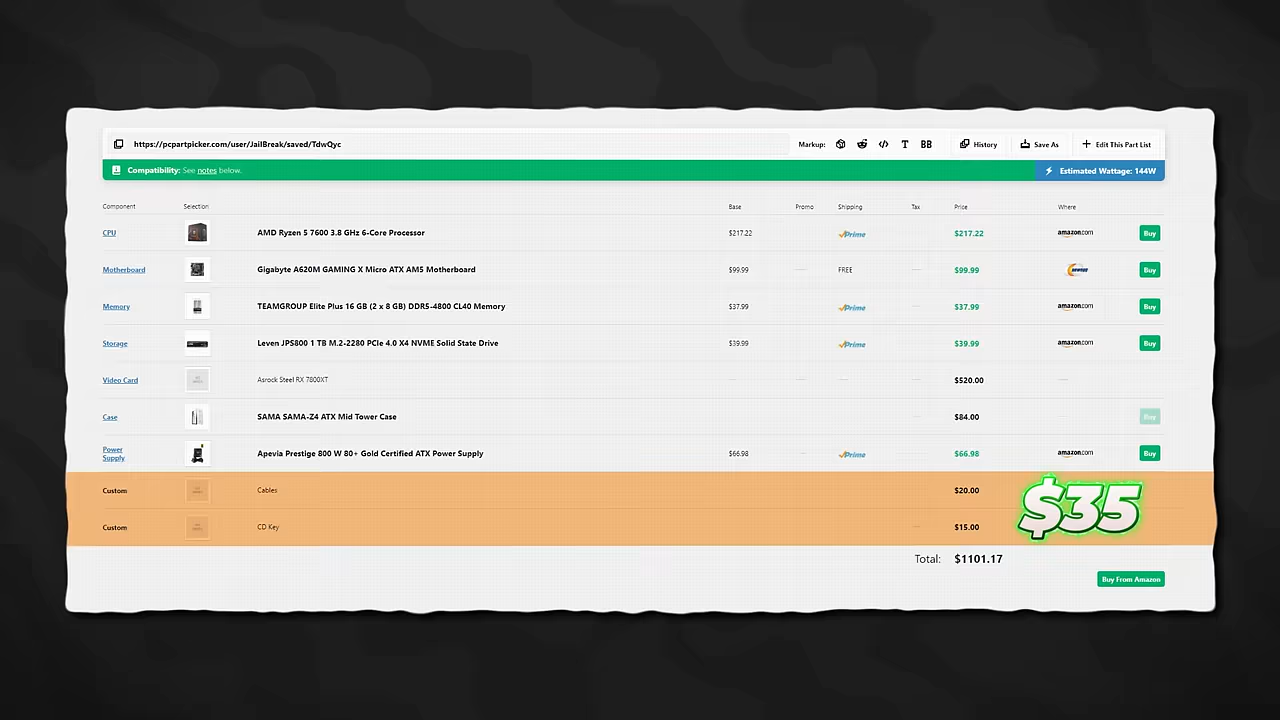 https://pcpartpicker.com/user/JailBreak/saved/TdwQyc Markup: T BB History Save As Edit This Part List
Compatibility: See notes below. Estimated Wattage: 144W
Component Selection Base Promo Shipping Tax Price Where
CPU AMD Ryzen 5 7600 3.8 GHz 6-Core Processor $217.22 Prime $217.22 amazon.com Buy
Motherboard Gigabyte A620M GAMING X Micro ATX AM5 Motherboard $99.99 — FREE — $99.99 newegg Buy
Memory TEAMGROUP Elite Plus 16 GB (2 x 8 GB) DDR5-4800 CL40 Memory $37.99 — Prime — $37.99 amazon.com Buy
Storage Leven JPS800 1 TB M.2-2280 PCIe 4.0 X4 NVME Solid State Drive $39.99 — Prime — $39.99 amazon.com Buy
Video Card Asrock Steel RX 7800XT — — — — $520.00 —
Case SAMA SAMA-Z4 ATX Mid Tower Case — $84.00 Buy
Power Supply Apevia Prestige 800 W 80+ Gold Certified ATX Power Supply $66.98 — Prime — $66.98 amazon.com Buy
Custom Cables — $20.00
$35
Custom CD Key — $15.00
Total: $1101.17
Buy From Amazon